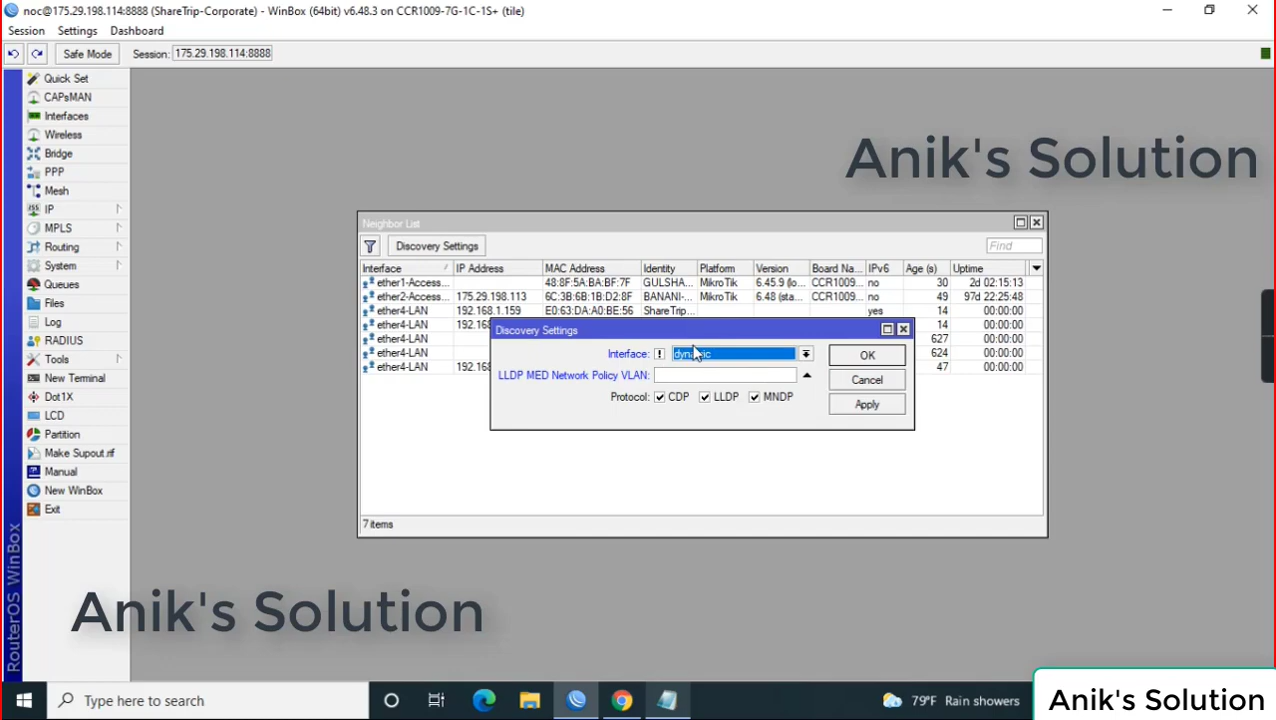 noc@175.29.198.114:8888 (ShareTrip-Corporate) - WinBox (64bit) v6.48.3 on CCR1009-7G-1C-1S+ (tile)
Session Settings Dashboard
Safe Mode Session: 175.29.198.114:8888
Quick Set
CAPsMAN
Interfaces
Wireless
Bridge
PPP
Mesh
IP
MPLS
Routing
System
Queues
Files
Log
RADIUS
Tools
New Terminal
Dot1X
LCD
Partition
Make Supout.rif
Manual
New WinBox
Exit
RouterOS WinBox
Anik's Solution
Neighbor List
Discovery Settings Find
Interface IP Address MAC Address Identity Platform Version Board Na... IPv6 Age (s) Uptime
ether1-Access... 48:8F:5A:BA:BF:7F GULSHA... MikroTik 6.45.9 (lo... CCR1009... no 30 2d 02:15:13
ether2-Access... 175.29.198.113 6C:3B:6B:1B:D2:8F BANANI-... MikroTik 6.48 (sta... CCR1009... no 49 97d 22:25:48
ether4-LAN 192.168.1.159 E0:63:DA:A0:BE:56 ShareTrip... yes 14 00:00:00
ether4-LAN 192.168 14 00:00:00
ether4-LAN 627 00:00:00
ether4-LAN 624 00:00:00
ether4-LAN 192.168 47 00:00:00
7 items
Discovery Settings
Interface: ! dynamic OK
LLDP MED Network Policy VLAN: Cancel
Protocol: CDP LLDP MNDP Apply
Anik's Solution
Type here to search
79°F Rain showers
Anik's Solution